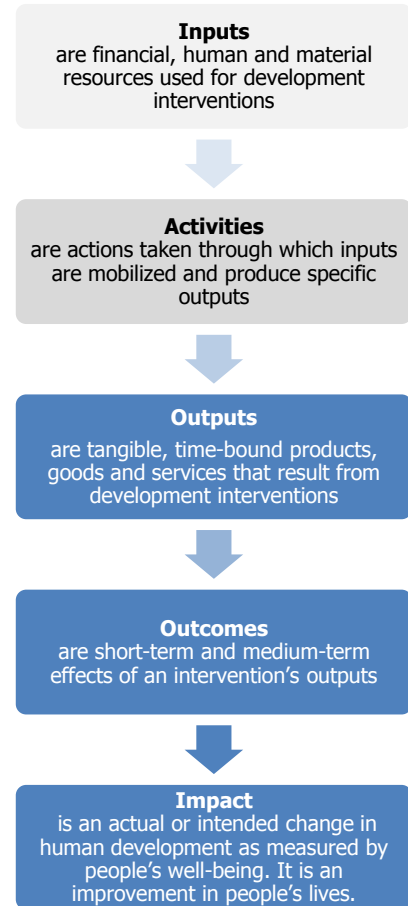 Inputs
are financial, human and material
resources used for development
interventions
Activities
are actions taken through which inputs
are mobilized and produce specific
outputs
Outputs
are tangible, time-bound products,
goods and services that result from
development interventions
Outcomes
are short-term and medium-term
effects of an intervention’s outputs
Impact
is an actual or intended change in
human development as measured by
people’s well-being. It is an
improvement in people’s lives.